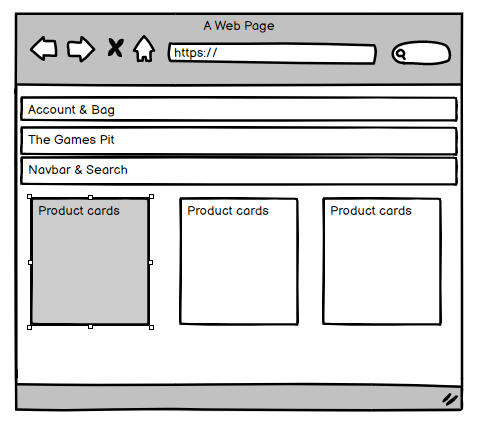 A Web Page
https://
Account & Bag
The Games Pit
Navbar & Search
Product cards
Product cards
Product cards